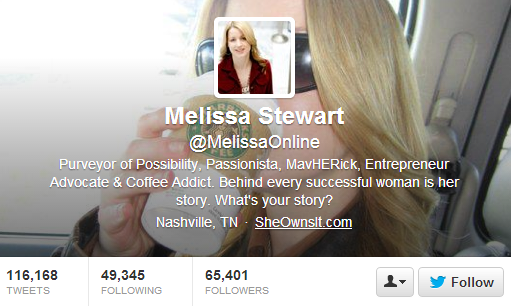 Melissa Stewart
@MelissaOnline
Purveyor of Possibility, Passionista, MavHERick, Entrepreneur
Advocate & Coffee Addict. Behind every successful woman is her
story. What's your story?
Nashville, TN · SheOwnsIt.com
116,168 49,345 65,401
TWEETS FOLLOWING FOLLOWERS
Follow